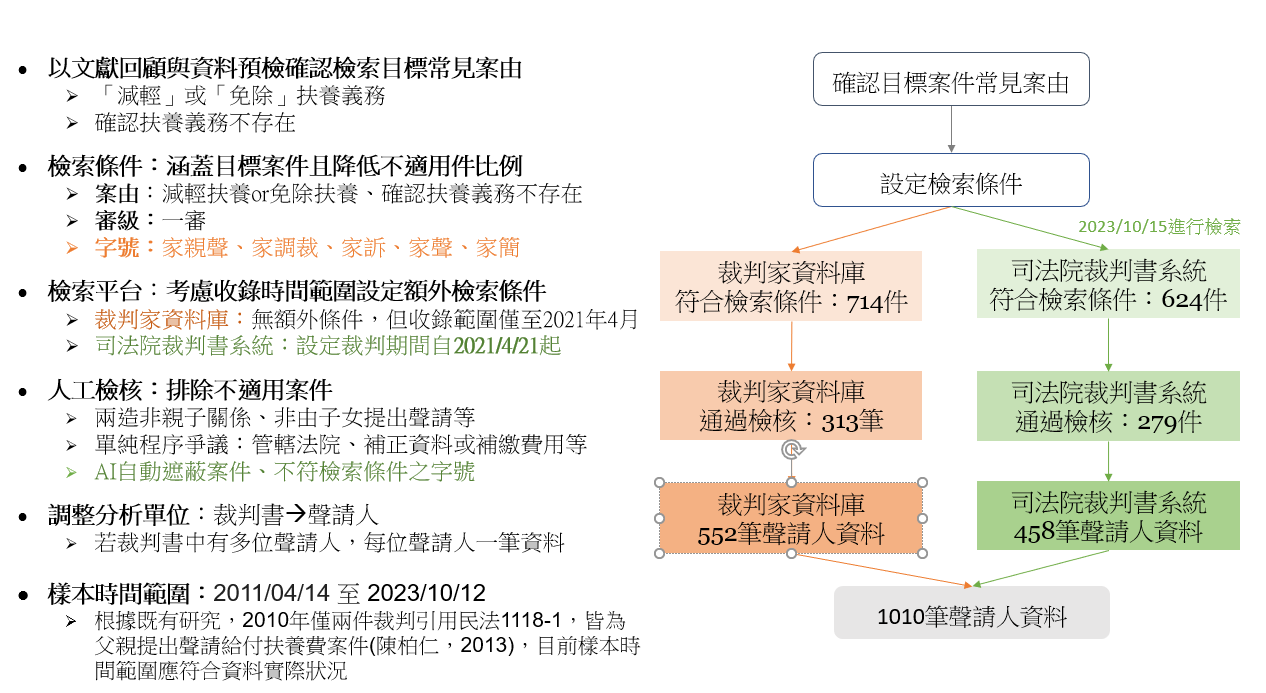 以文獻回顧與資料預檢確認檢索目標常見案由
「減輕」或「免除」扶養義務
確認扶養義務不存在
檢索條件：涵蓋目標案件且降低不適用件比例
案由：減輕扶養or免除扶養、確認扶養義務不存在
審級：一審
字號：家親聲、家調裁、家訴、家聲、家簡
檢索平台：考慮收錄時間範圍設定額外檢索條件
裁判家資料庫：無額外條件，但收錄範圍僅至2021年4月
司法院裁判書系統：設定裁判期間自2021/4/21起
人工檢核：排除不適用案件
兩造非親子關係、非由子女提出聲請等
單純程序爭議：管轄法院、補正資料或補繳費用等
AI自動遮蔽案件、不符檢索條件之字號
調整分析單位：裁判書→聲請人
若裁判書中有多位聲請人，每位聲請人一筆資料
樣本時間範圍：2011/04/14 至 2023/10/12
根據既有研究，2010年僅兩件裁判引用民法1118-1，皆為
父親提出聲請給付扶養費案件(陳柏仁，2013)，目前樣本時
間範圍應符合資料實際狀況
確認目標案件常見案由
設定檢索條件
2023/10/15進行檢索
裁判家資料庫
符合檢索條件：714件
司法院裁判書系統
符合檢索條件：624件
裁判家資料庫
通過檢核：313筆
司法院裁判書系統
通過檢核：279件
裁判家資料庫
552筆聲請人資料
司法院裁判書系統
458筆聲請人資料
1010筆聲請人資料